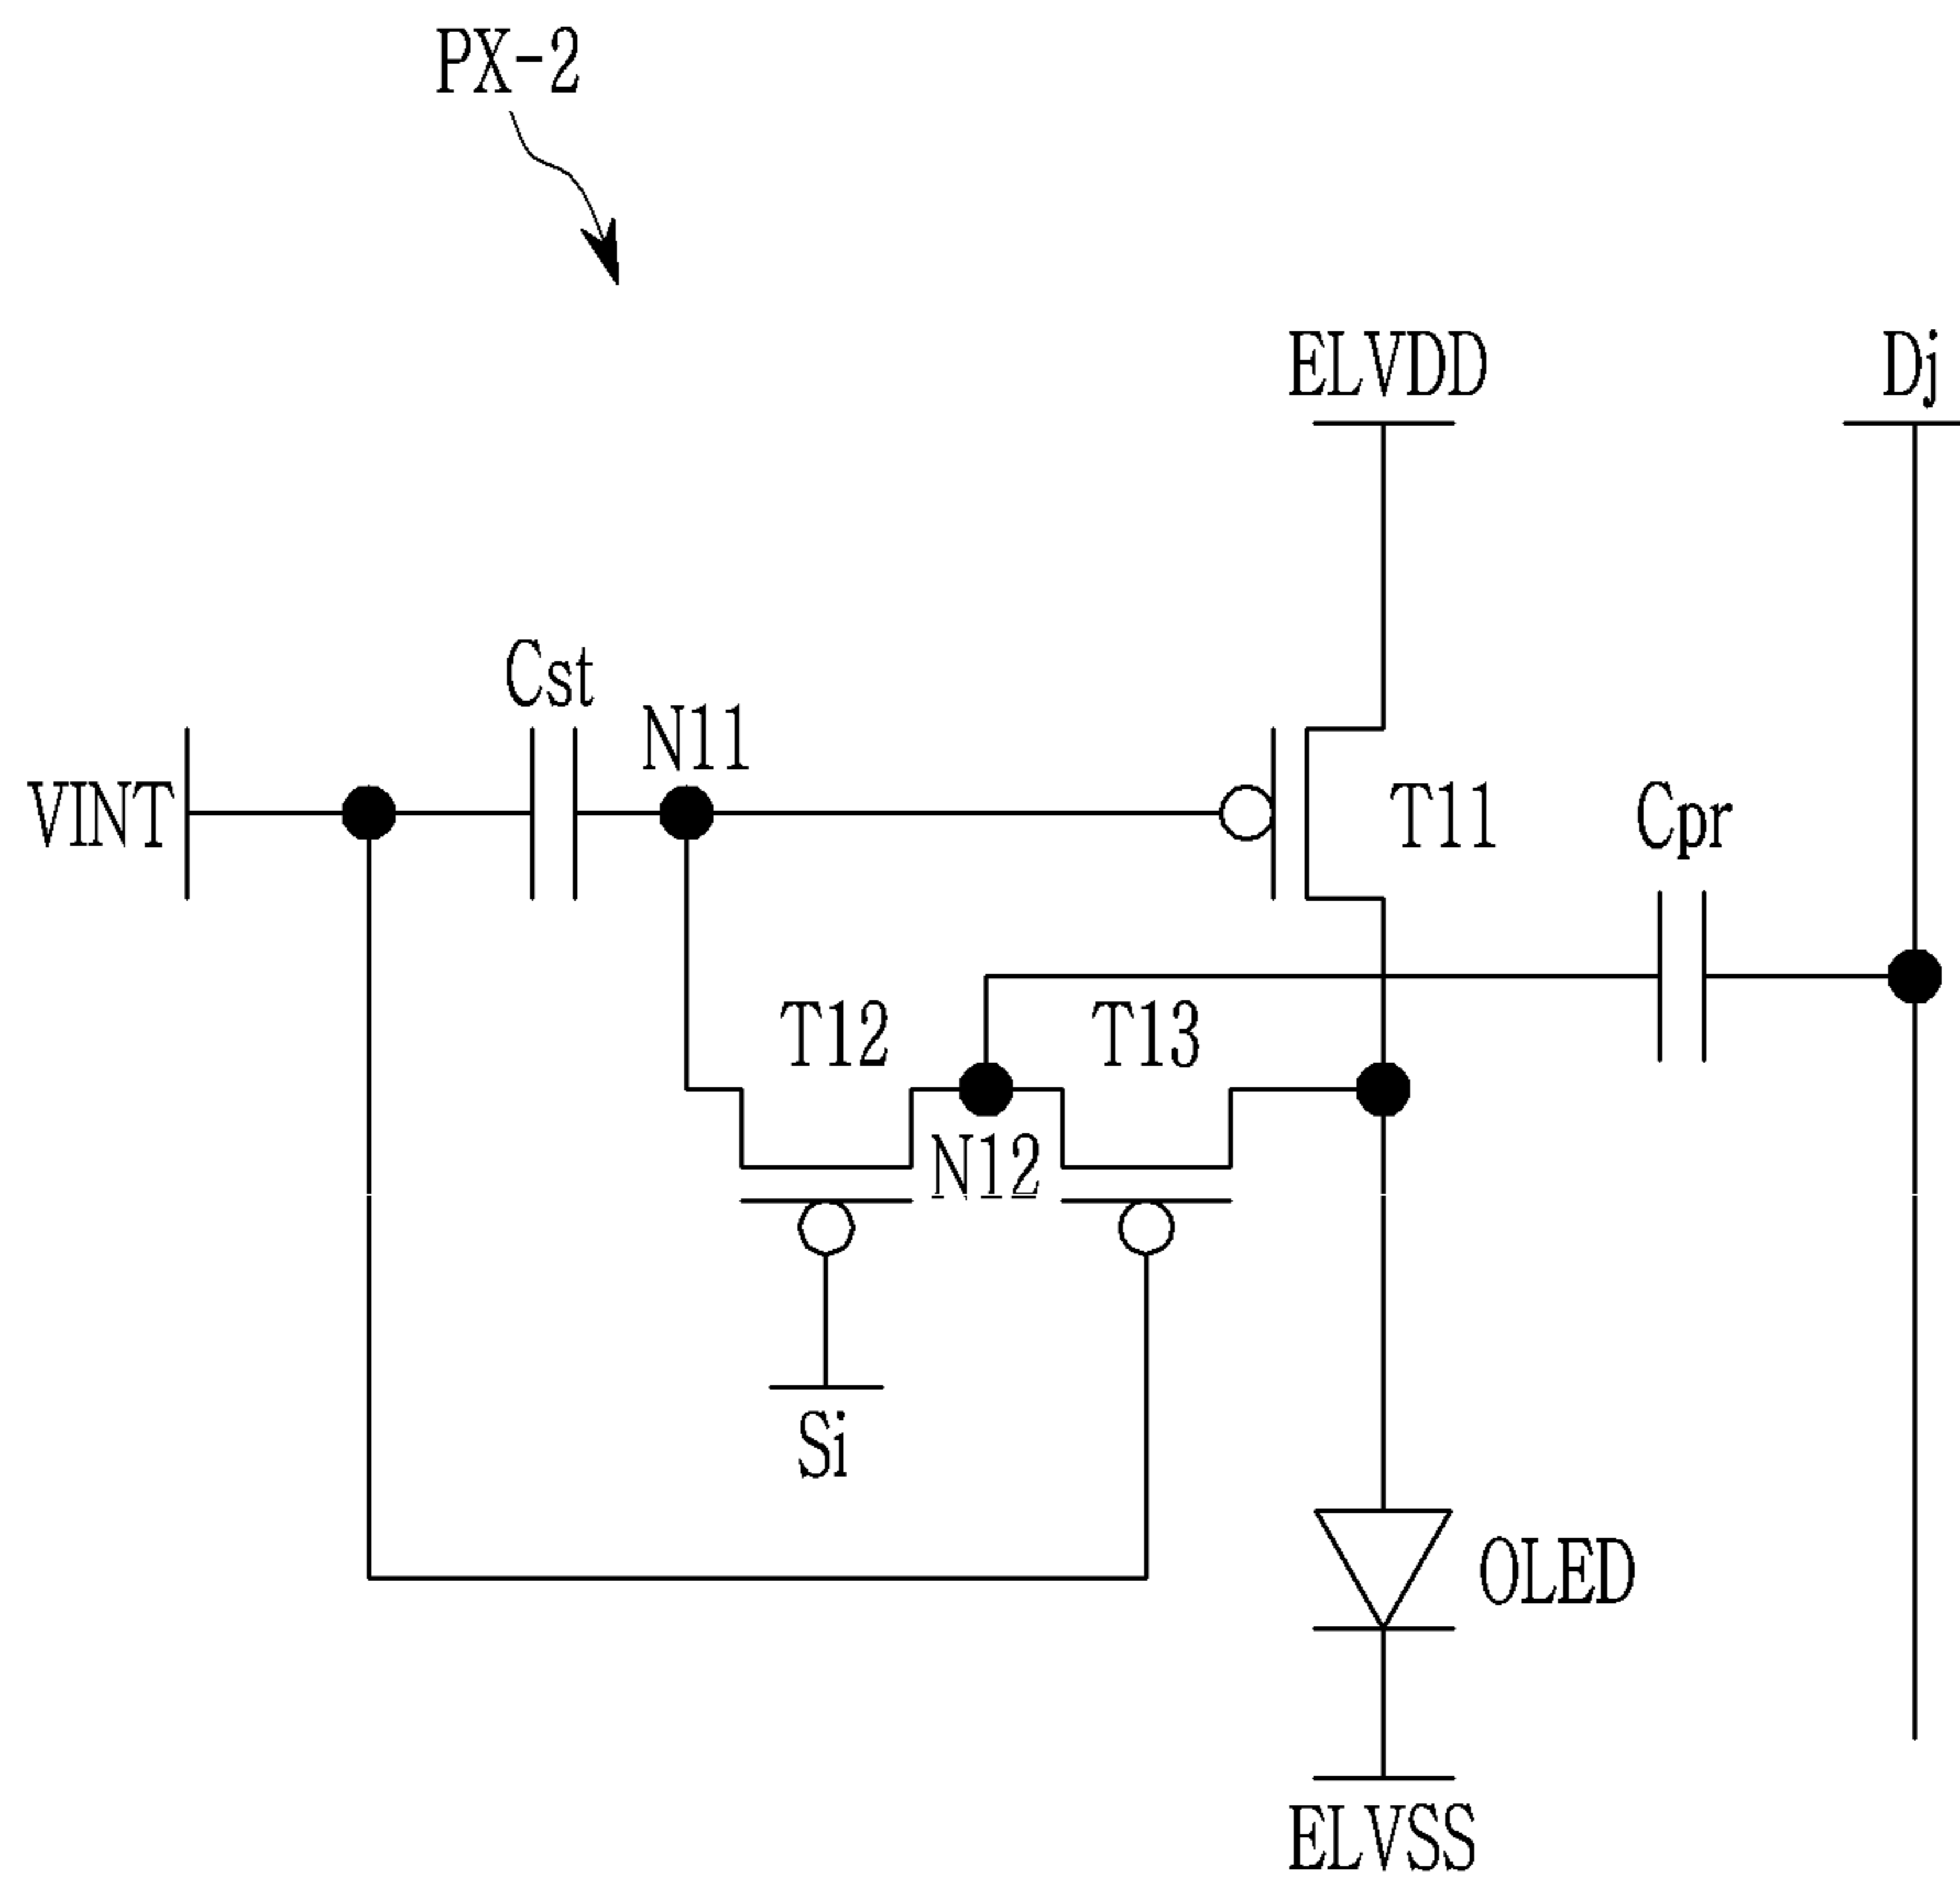 PX-2
ELVDD
Dj
Cst
N11
VINT
T11
Cpr
T12
T13
N12
Si
OLED
ELVSS